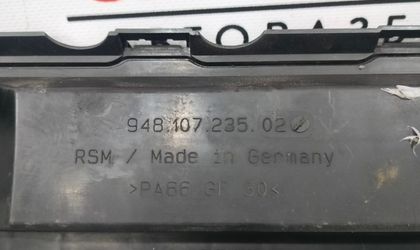 948.107.235.02
RSM / Made in Germany
>PA66 GF 30<